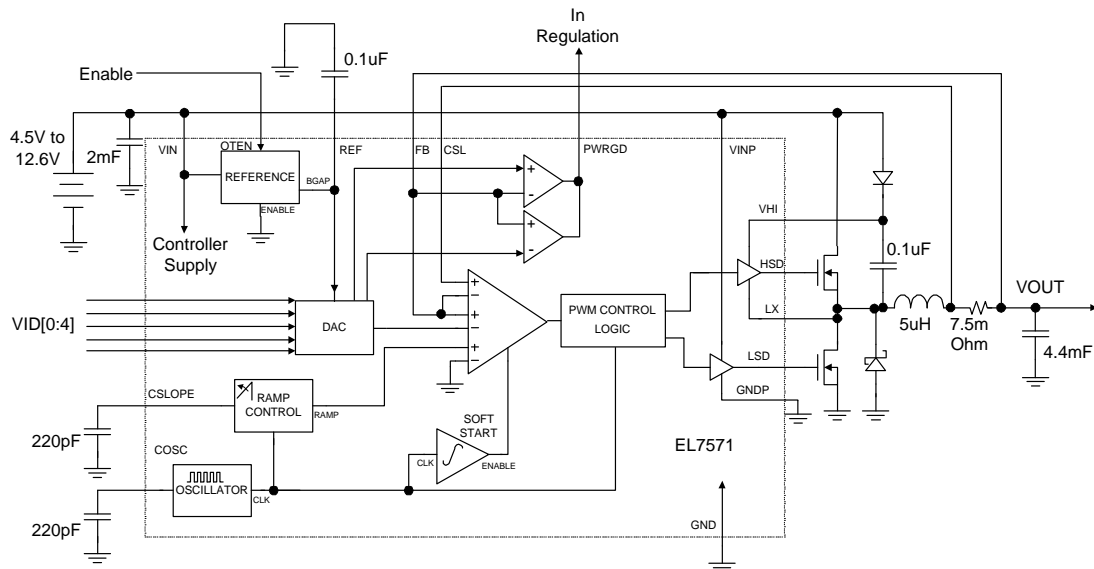 In
Regulation
Enable
0.1uF
4.5V to
12.6V
2mF
VIN
OTEN
REF
FB
CSL
PWRGD
VINP
REFERENCE
BGAP
ENABLE
Controller
Supply
VHI
0.1uF
HSD
LX
VOUT
5uH
7.5m
Ohm
4.4mF
VID[0:4]
DAC
PWM CONTROL
LOGIC
LSD
GNDP
CSLOPE
RAMP
CONTROL
RAMP
220pF
SOFT
START
CLK
ENABLE
EL7571
COSC
OSCILLATOR
CLK
220pF
GND
+
-
+
-
+
−
+
−
+
−